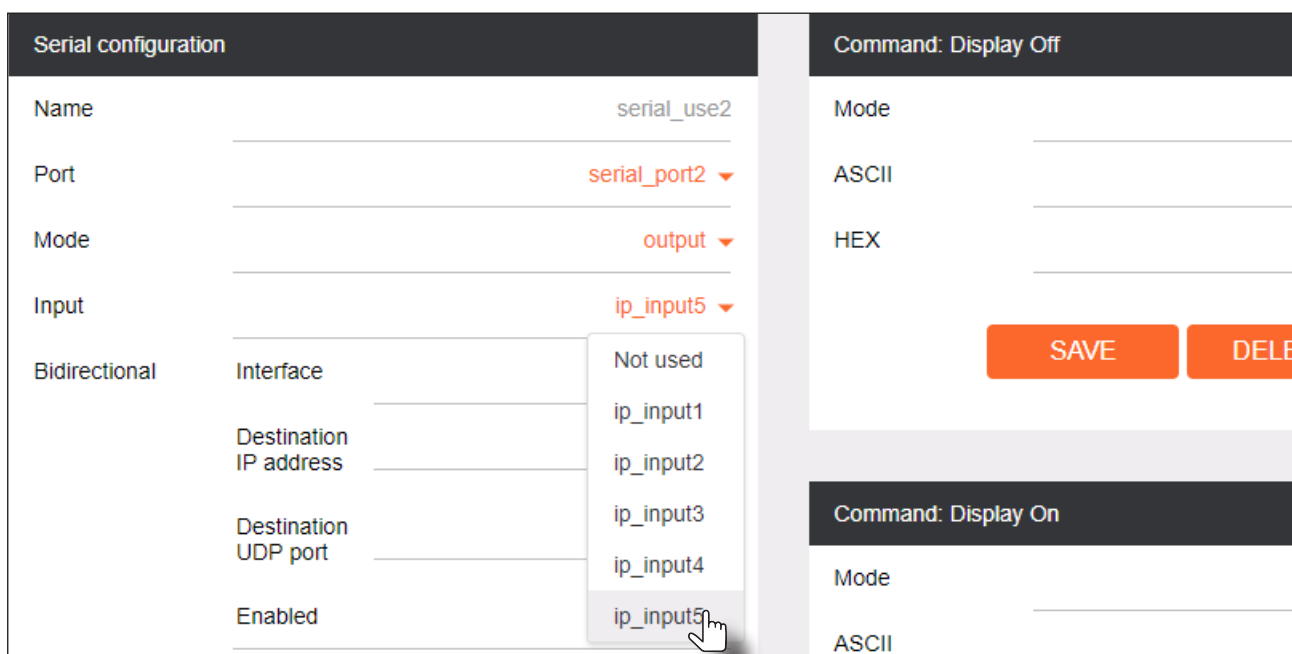 Serial configuration
Name serial_use2
Port serial_port2
Mode output
Input ip_input5
Not used
ip_input1
ip_input2
ip_input3
ip_input4
ip_input5
Bidirectional Interface
Destination
IP address
Destination
UDP port
Enabled
Command: Display Off
Mode
ASCII
HEX
SAVE DELE
Command: Display On
Mode
ASCII